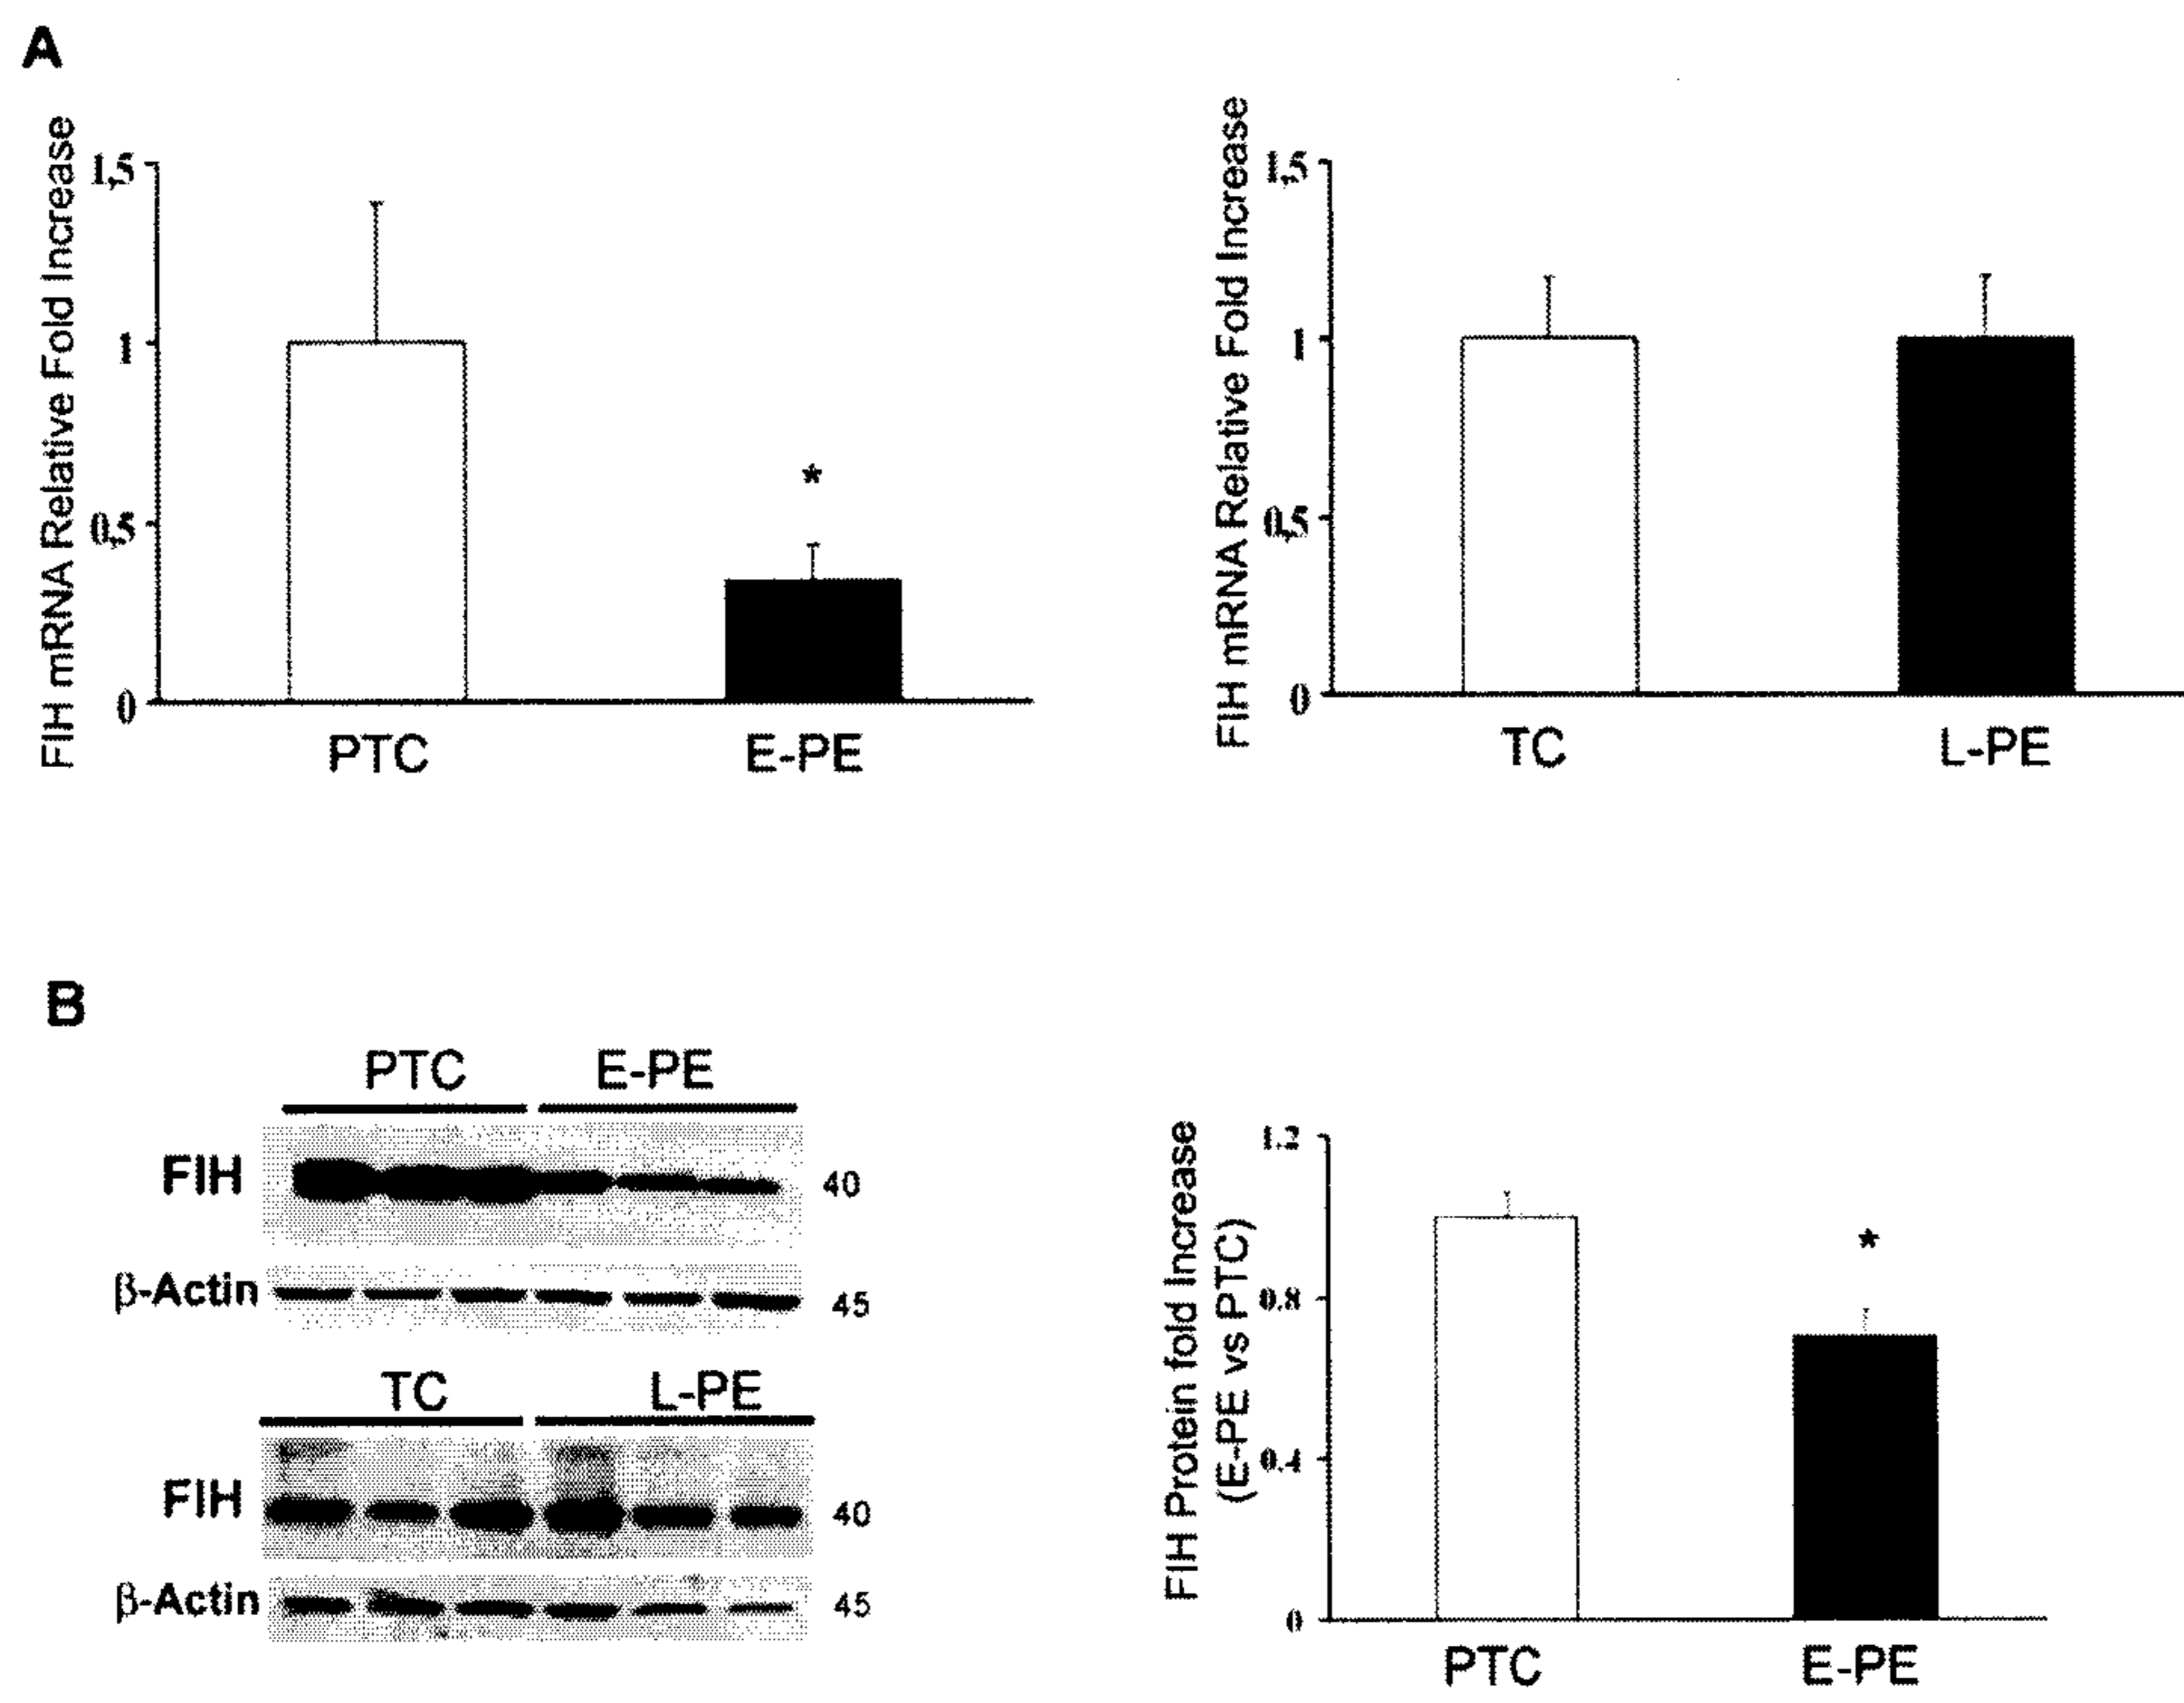 A
FIH mRNA Relative Fold Increase
1,5
1
0,5
0
*
PTC
E-PE
FIH mRNA Relative Fold Increase
1,5
1
0,5
0
TC
L-PE
B
PTC
E-PE
FIH
40
β-Actin
45
TC
L-PE
FIH
40
β-Actin
45
FIH Protein fold Increase
(E-PE vs PTC)
1.2
0.8
0.4
0
*
PTC
E-PE